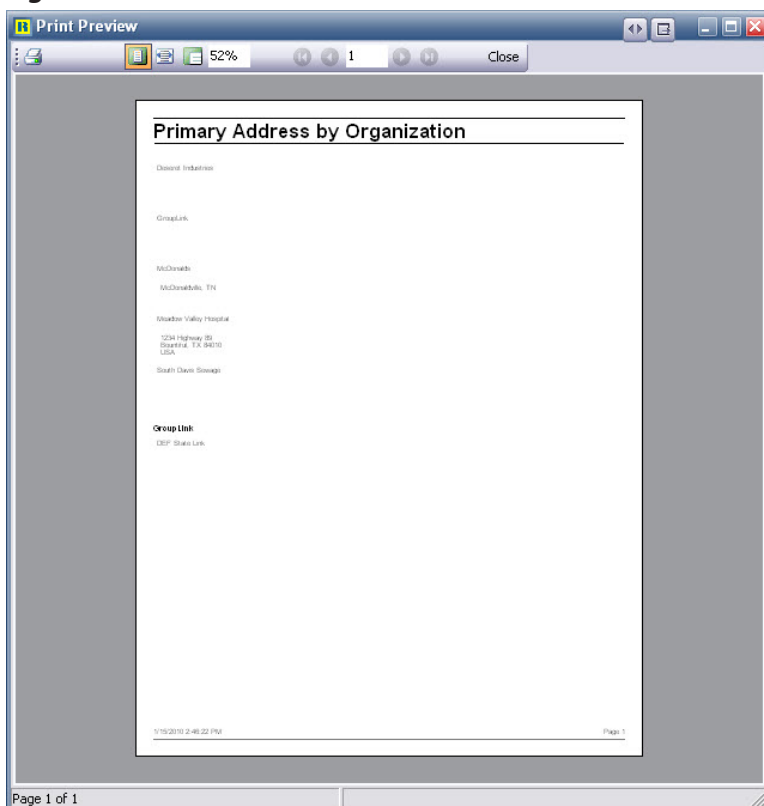 Print Preview
52%
1
Close
Primary Address by Organization
Deseret Industries
GroupLink
McDonalds
McDonaldville, TN
Meadow Valley Hospital
1234 Highway 89
Bountiful, TX 84010
USA
South Davis Sewage
Group Link
DEF State Link
1/15/2010 2:46:22 PM
Page 1
Page 1 of 1